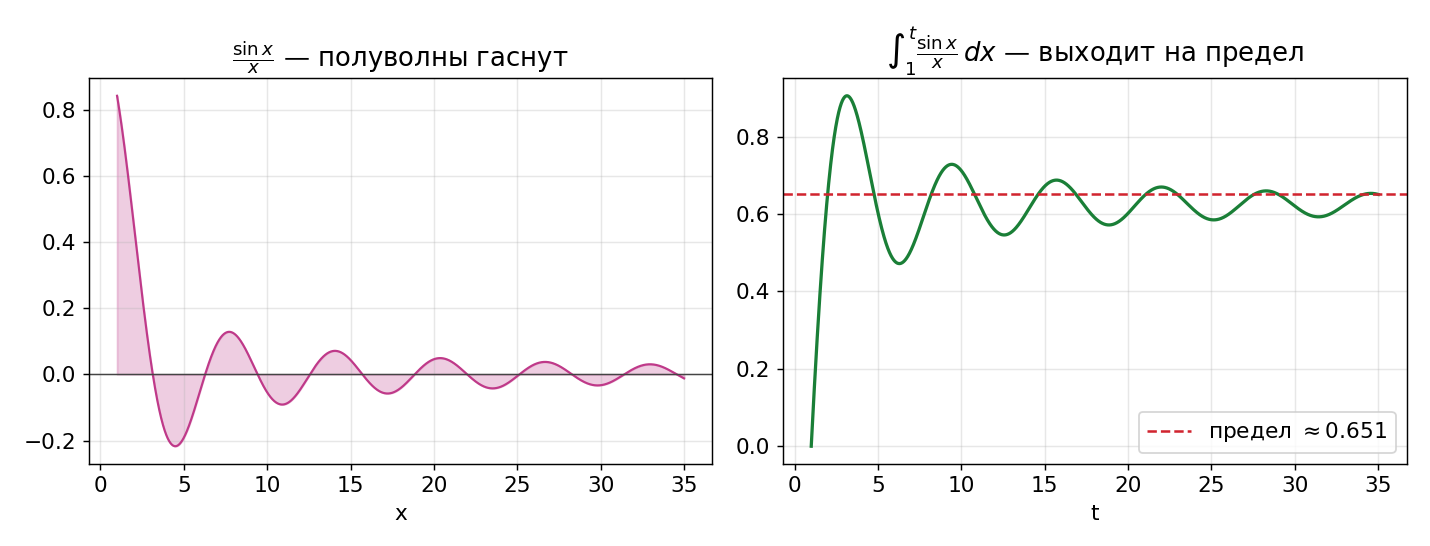 sin x / x — полуволны гаснут
0.8
0.6
0.4
0.2
0.0
−0.2
0 5 10 15 20 25 30 35
x
∫₁ᵗ sin x / x dx — выходит на предел
0.8
0.6
0.4
0.2
0.0
предел ≈ 0.651
0 5 10 15 20 25 30 35
t